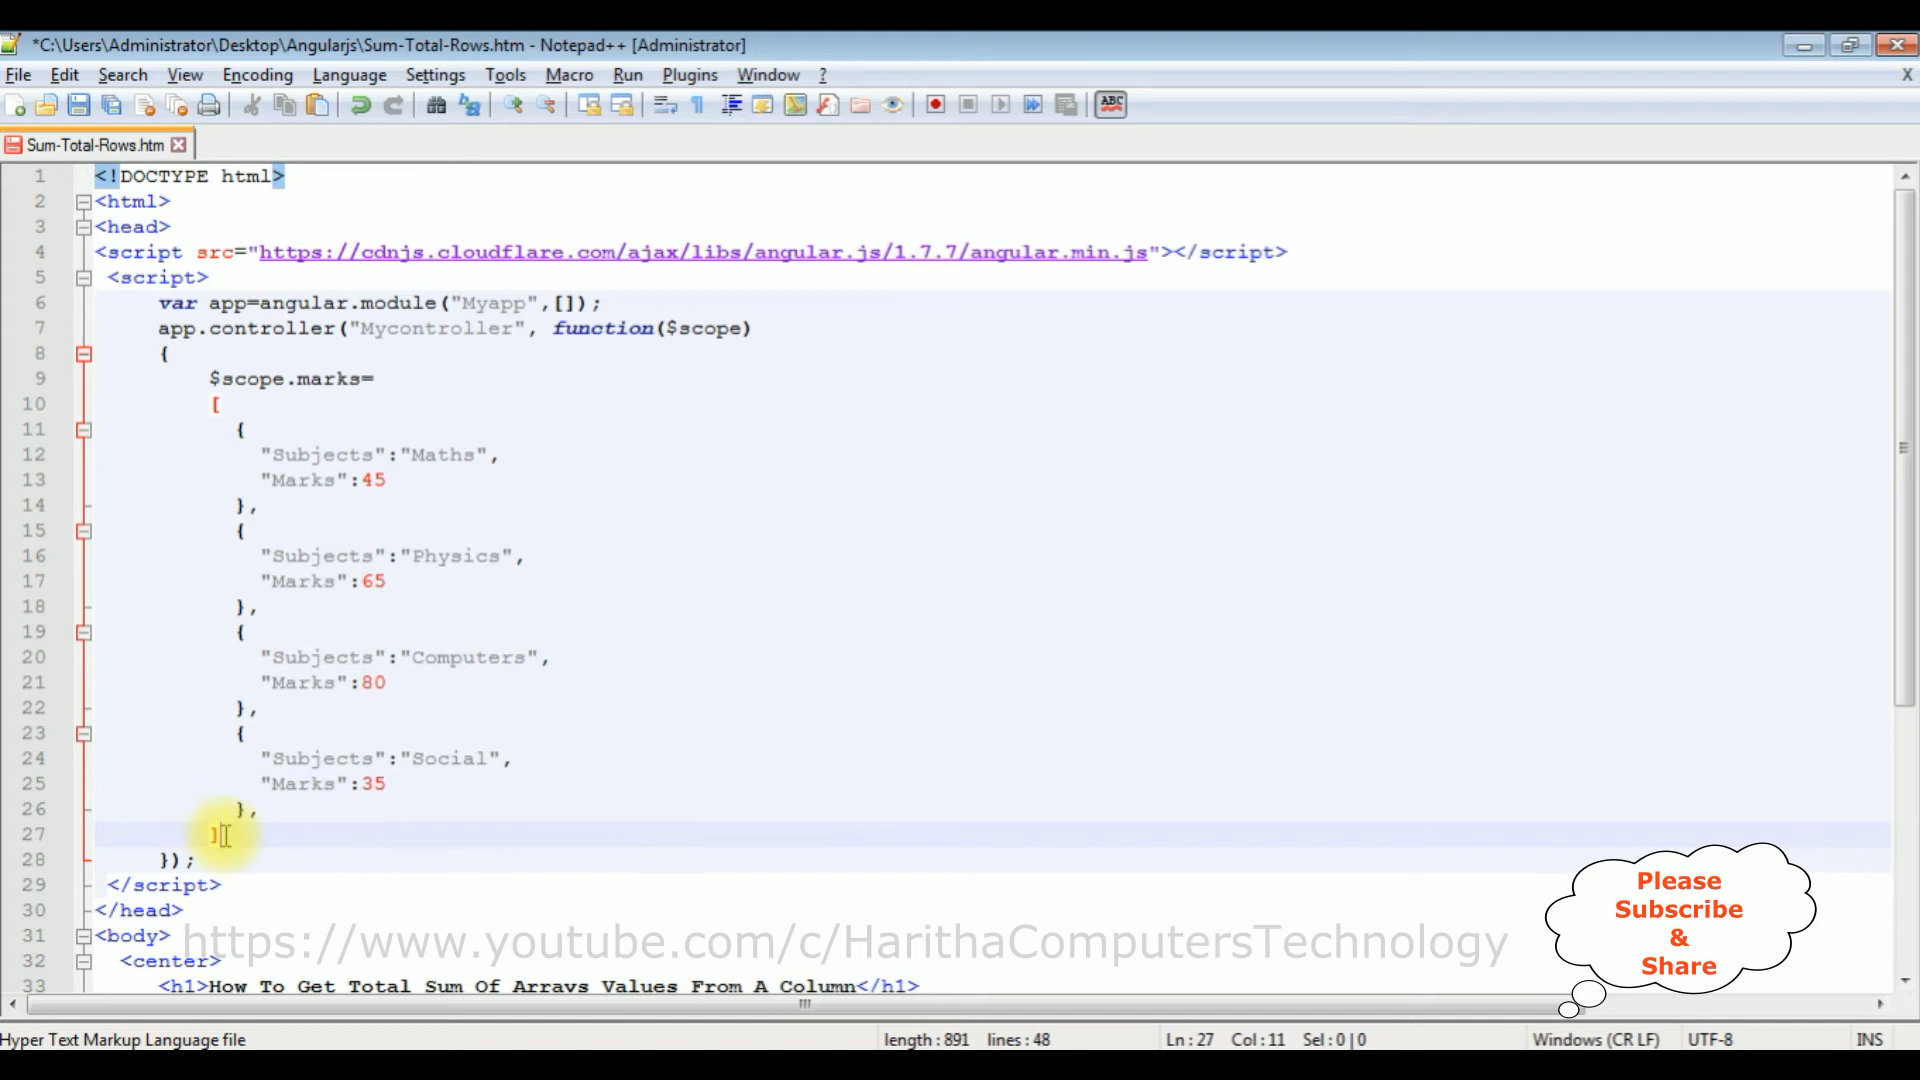 *C:\Users\Administrator\Desktop\Angularjs\Sum-Total-Rows.htm - Notepad++ [Administrator]
File Edit Search View Encoding Language Settings Tools Macro Run Plugins Window ? X
ABC
Sum-Total-Rows.htm
1 <!DOCTYPE html>
2 <html>
3 <head>
4 <script src="https://cdnjs.cloudflare.com/ajax/libs/angular.js/1.7.7/angular.min.js"></script>
5 <script>
6 var app=angular.module("Myapp",[]);
7 app.controller("Mycontroller", function($scope)
8 {
9 $scope.marks=
10 [
11 {
12 "Subjects":"Maths",
13 "Marks":45
14 },
15 {
16 "Subjects":"Physics",
17 "Marks":65
18 },
19 {
20 "Subjects":"Computers",
21 "Marks":80
22 },
23 {
24 "Subjects":"Social",
25 "Marks":35
26 },
27 ]
28 });
29 </script>
30 </head>
31 <body>
32 <center>
33 <h1>How To Get Total Sum Of Arrays Values From A Column</h1>
https://www.youtube.com/c/HarithaComputersTechnology
Please
Subscribe
&
Share
Hyper Text Markup Language file length : 891 lines : 48 Ln : 27 Col : 11 Sel : 0 | 0 Windows (CR LF) UTF-8 INS